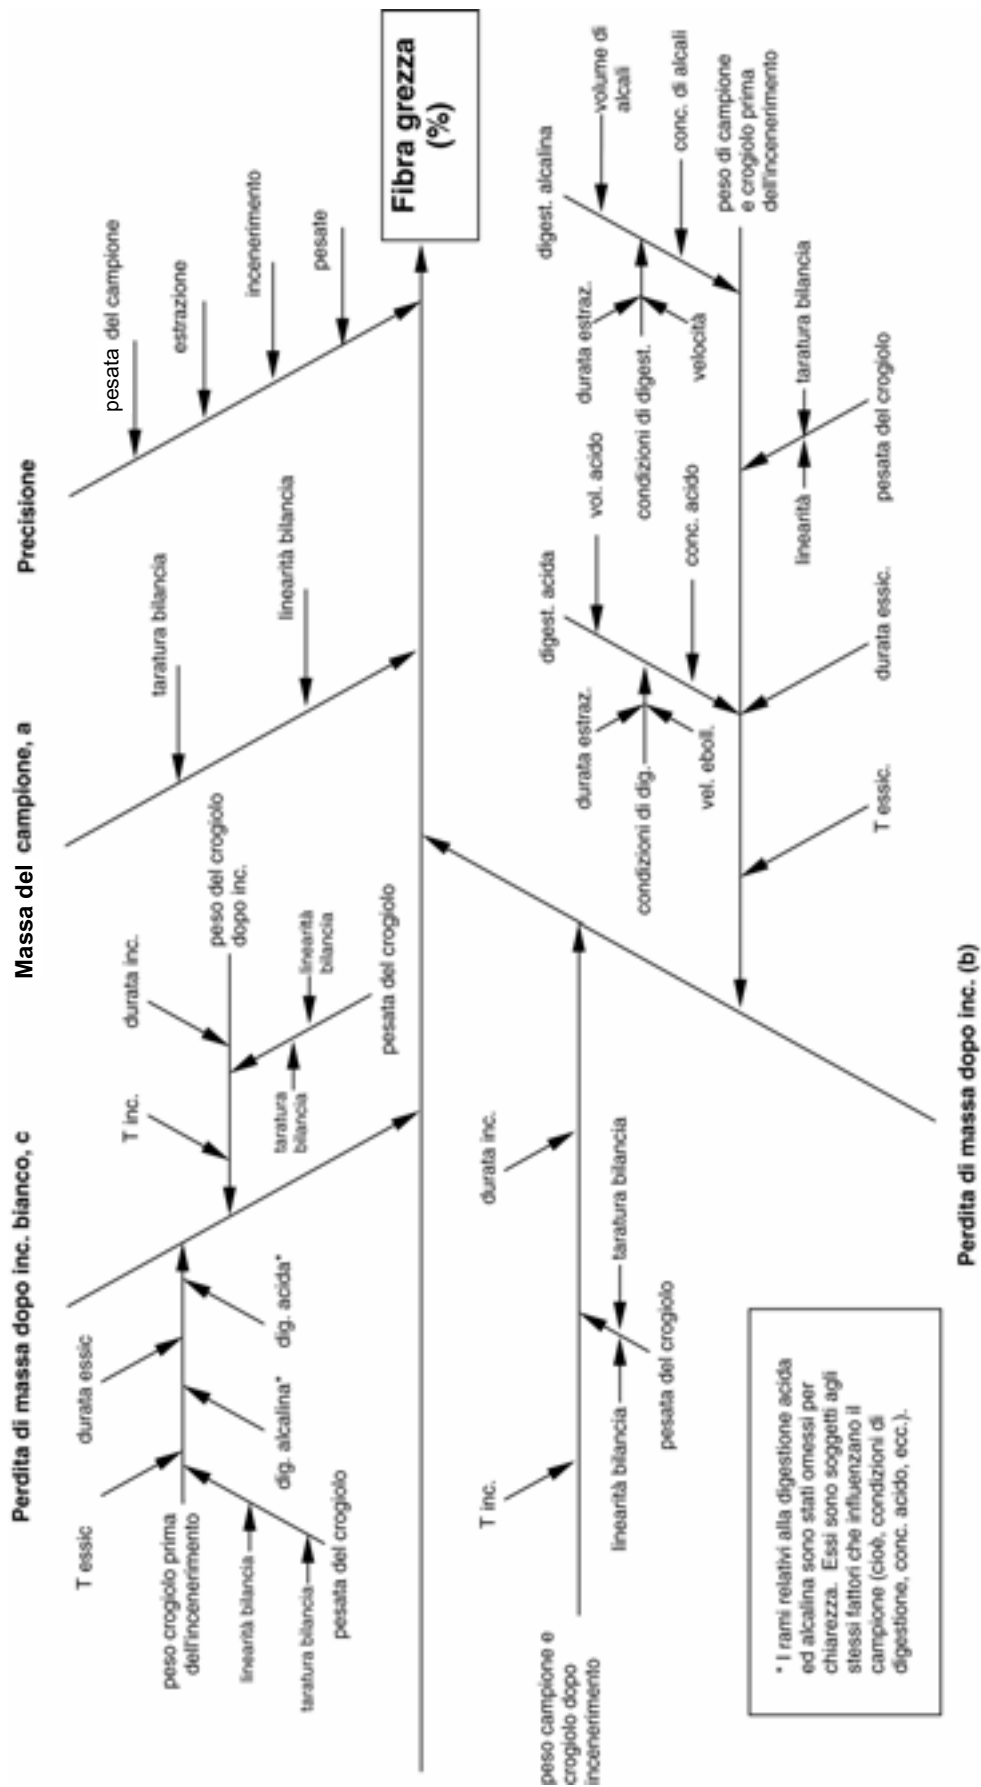 Perdita di massa dopo inc. bianco, c
Massa del campione, a
Precisione
T essic
durata essic
peso crogiolo prima
dell'incenerimento
dig. alcalina*
dig. acida*
linearità bilancia
taratura bilancia
pesata del crogiolo
T inc.
durata inc.
peso del crogiolo
dopo inc.
taratura
bilancia
linearità
bilancia
pesata del crogiolo
taratura bilancia
linearità bilancia
pesata del campione
estrazione
incenerimento
pesate
Fibra grezza
(%)
peso campione e
crogiolo dopo
incenerimento
T inc.
durata inc.
linearità bilancia
taratura bilancia
pesata del crogiolo
digest. acida
vol. acido
durata estraz.
condizioni di dig.
vel. eboll.
conc. acido
digest. alcalina
volume di
alcali
durata estraz.
condizioni di digest.
velocità
conc. di alcali
peso di campione
e crogiolo prima
dell'incenerimento
T essic.
durata essic.
linearità
taratura bilancia
pesata del crogiolo
Perdita di massa dopo inc. (b)
* I rami relativi alla digestione acida
ed alcalina sono stati omessi per
chiarezza. Essi sono soggetti agli
stessi fattori che influenzano il
campione (cioè, condizioni di
digestione, conc. acido, ecc.).